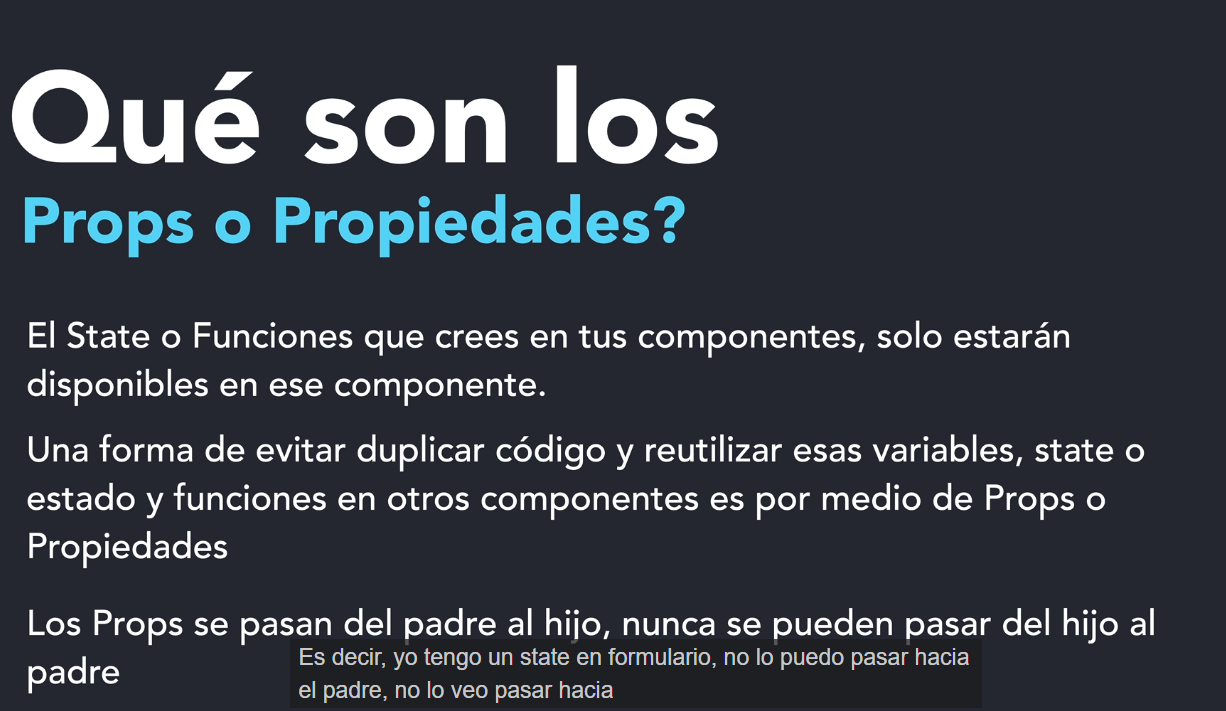 Qué son los
Props o Propiedades?
El State o Funciones que crees en tus componentes, solo estarán
disponibles en ese componente.
Una forma de evitar duplicar código y reutilizar esas variables, state o
estado y funciones en otros componentes es por medio de Props o
Propiedades
Los Props se pasan del padre al hijo, nunca se pueden pasar del hijo al
padre
Es decir, yo tengo un state en formulario, no lo puedo pasar hacia
el padre, no lo veo pasar hacia